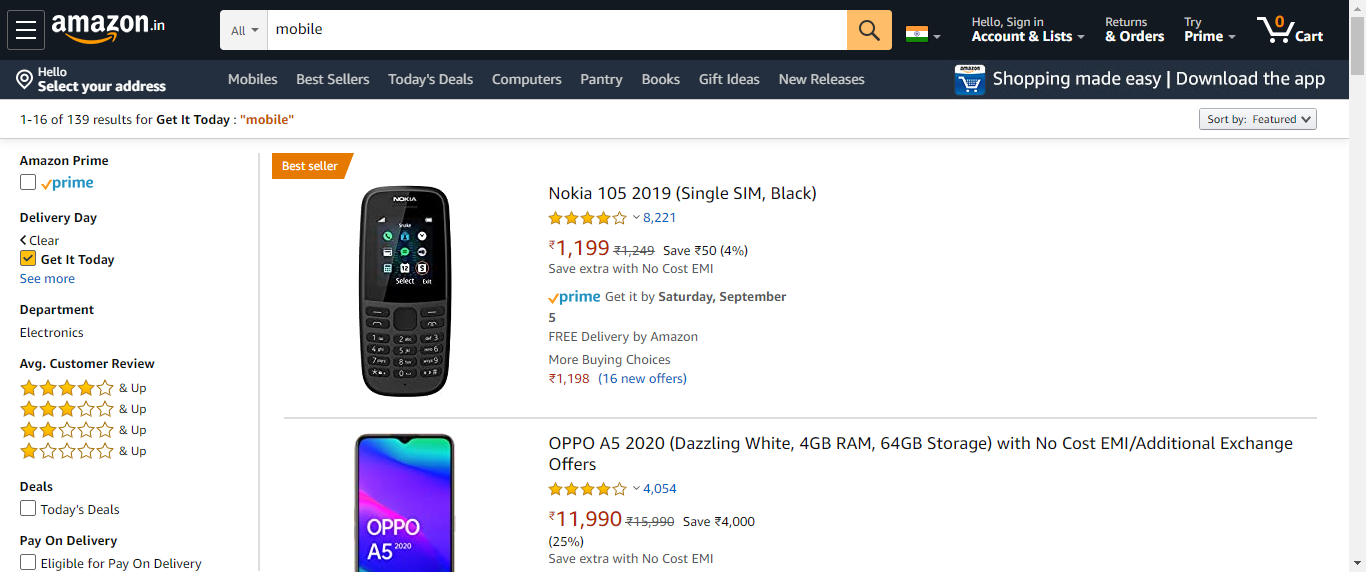 amazon.in
All
mobile
0
Hello, Sign in
Account & Lists
Returns
& Orders
Try
Prime
Cart
Hello
Select your address
Mobiles
Best Sellers
Today's Deals
Computers
Pantry
Books
Gift Ideas
New Releases
amazon
Shopping made easy | Download the app
1-16 of 139 results for Get It Today : "mobile"
Sort by: Featured
Amazon Prime
prime
Delivery Day
Clear
Get It Today
See more
Department
Electronics
Avg. Customer Review
& Up
& Up
& Up
& Up
Deals
Today's Deals
Pay On Delivery
Eligible for Pay On Delivery
Best seller
NOKIA
Snake
Select Exit
Nokia 105 2019 (Single SIM, Black)
8,221
₹1,199 ₹1,249 Save ₹50 (4%)
Save extra with No Cost EMI
prime Get it by Saturday, September
5
FREE Delivery by Amazon
More Buying Choices
₹1,198 (16 new offers)
OPPO
A5 2020
OPPO A5 2020 (Dazzling White, 4GB RAM, 64GB Storage) with No Cost EMI/Additional Exchange
Offers
4,054
₹11,990 ₹15,990 Save ₹4,000
(25%)
Save extra with No Cost EMI